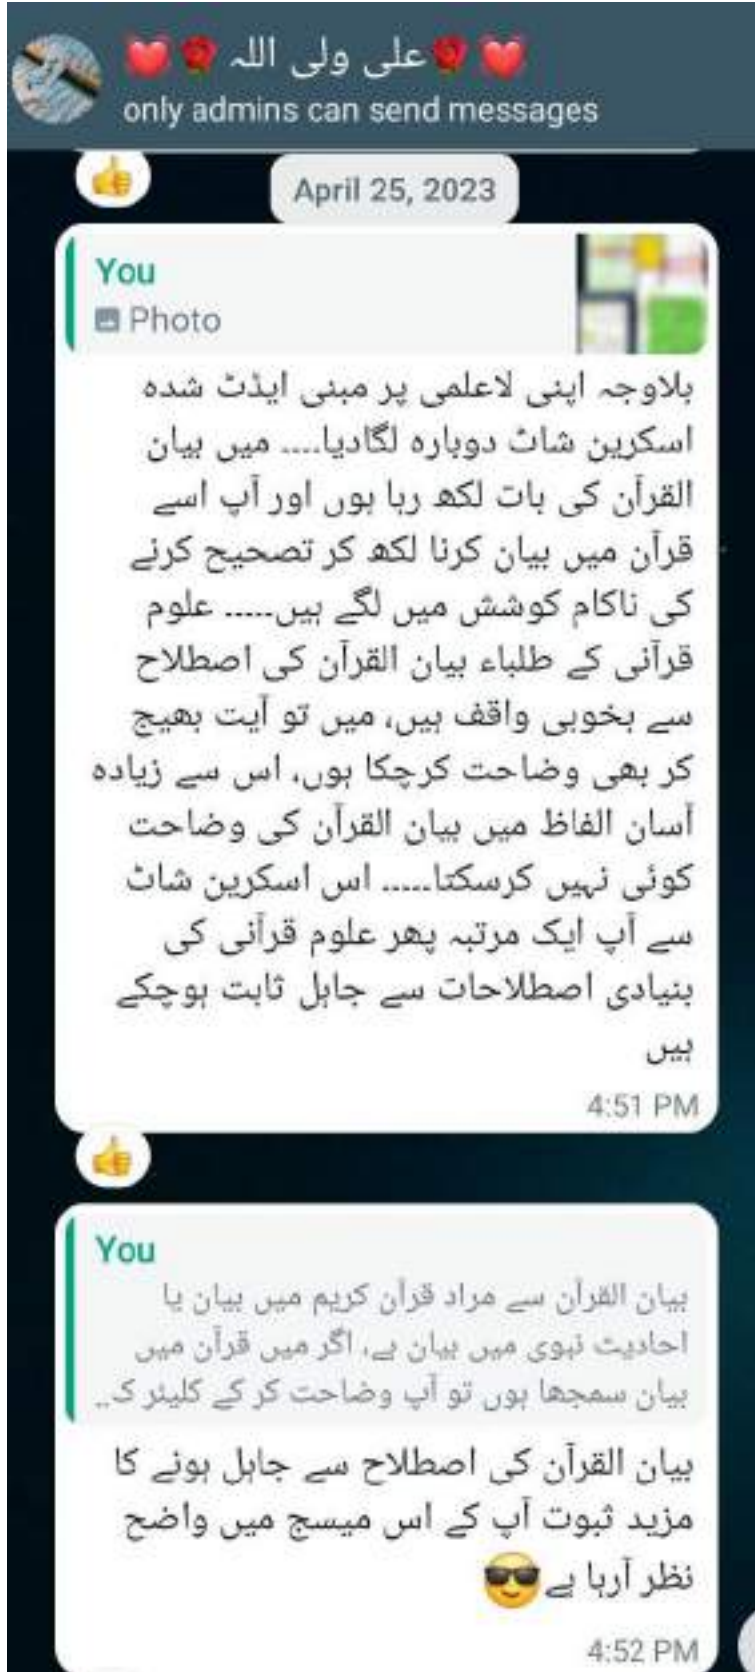 💓🌹علی ولی اللہ🌹💓
only admins can send messages
👍
April 25, 2023
You
Photo
بلاوجہ اپنی لاعلمی پر مبنی ایڈٹ شدہ
اسکرین شاٹ دوبارہ لگادیا.... میں بیان
القرآن کی بات لکھ رہا ہوں اور آپ اسے
قرآن میں بیان کرنا لکھ کر تصحیح کرنے
کی ناکام کوشش میں لگے ہیں..... علوم
قرآنی کے طلباء بیان القرآن کی اصطلاح
سے بخوبی واقف ہیں، میں تو آیت بھیج
کر بھی وضاحت کرچکا ہوں، اس سے زیادہ
آسان الفاظ میں بیان القرآن کی وضاحت
کوئی نہیں کرسکتا..... اس اسکرین شاٹ
سے آپ ایک مرتبہ پھر علوم قرآنی کی
بنیادی اصطلاحات سے جاہل ثابت ہوچکے
ہیں
4:51 PM
👍
You
بیان القرآن سے مراد قرآن کریم میں بیان یا
احادیث نبوی میں بیان ہے، اگر میں قرآن میں
بیان سمجھا ہوں تو آپ وضاحت کر کے کلیئر ک..
بیان القرآن کی اصطلاح سے جاہل ہونے کا
مزید ثبوت آپ کے اس میسج میں واضح
نظر آرہا ہے😎
4:52 PM